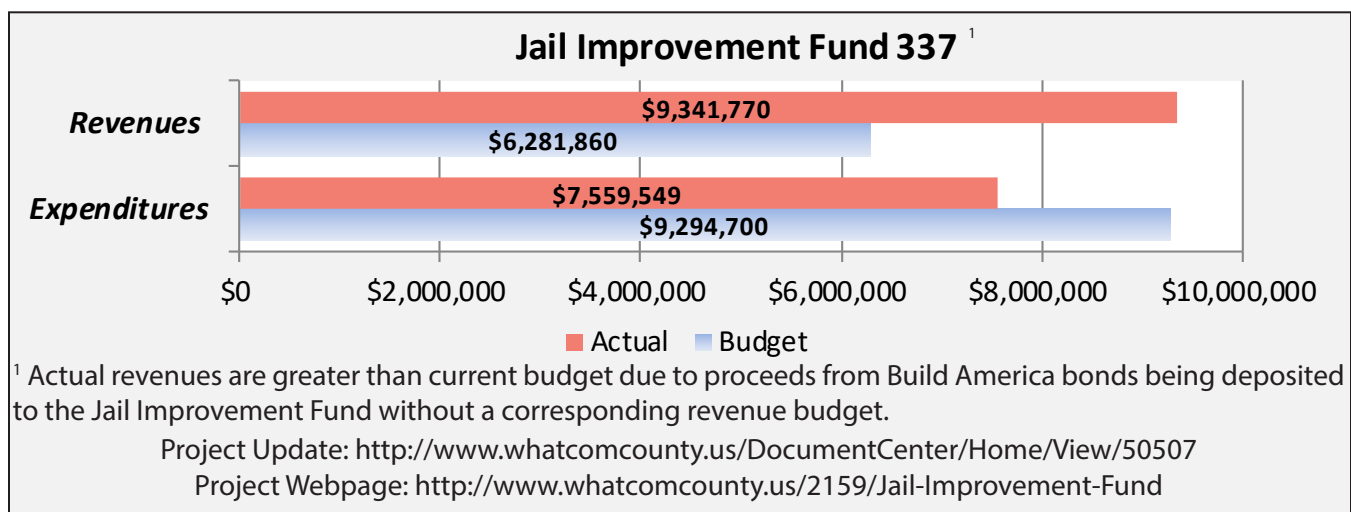 Jail Improvement Fund 337 ¹
Revenues
$9,341,770
$6,281,860
Expenditures
$7,559,549
$9,294,700
$0 $2,000,000 $4,000,000 $6,000,000 $8,000,000 $10,000,000
Actual Budget
¹ Actual revenues are greater than current budget due to proceeds from Build America bonds being deposited
to the Jail Improvement Fund without a corresponding revenue budget.
Project Update: http://www.whatcomcounty.us/DocumentCenter/Home/View/50507
Project Webpage: http://www.whatcomcounty.us/2159/Jail-Improvement-Fund